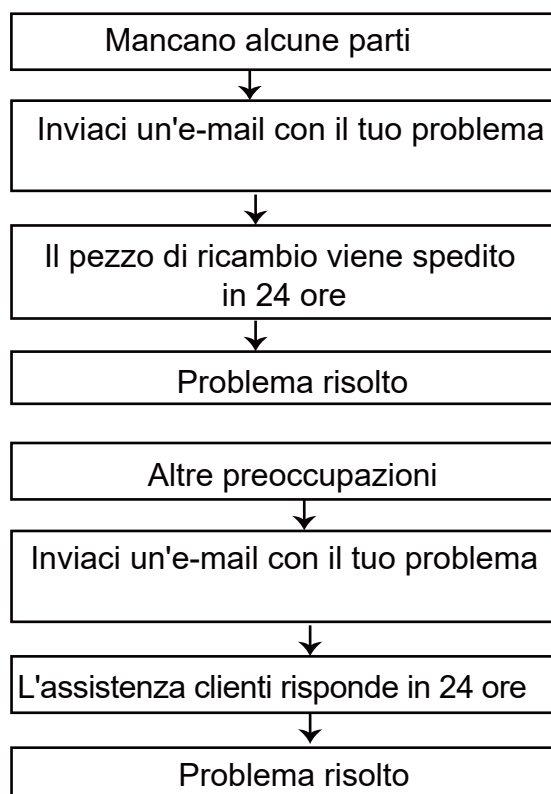 Mancano alcune parti
Inviaci un'e-mail con il tuo problema
Il pezzo di ricambio viene spedito
in 24 ore
Problema risolto
Altre preoccupazioni
Inviaci un'e-mail con il tuo problema
L'assistenza clienti risponde in 24 ore
Problema risolto